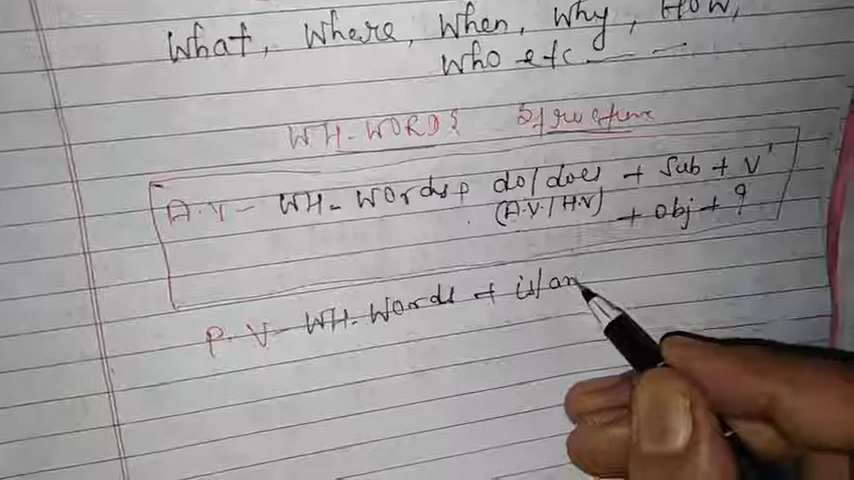 What, Where, When, Why, How,
Who etc
WH-WORDS Structure
A.V - WH-Words + do/does + Sub + V'
(A.V./H.V) + obj + ?
P.V- WH-Words + is/am